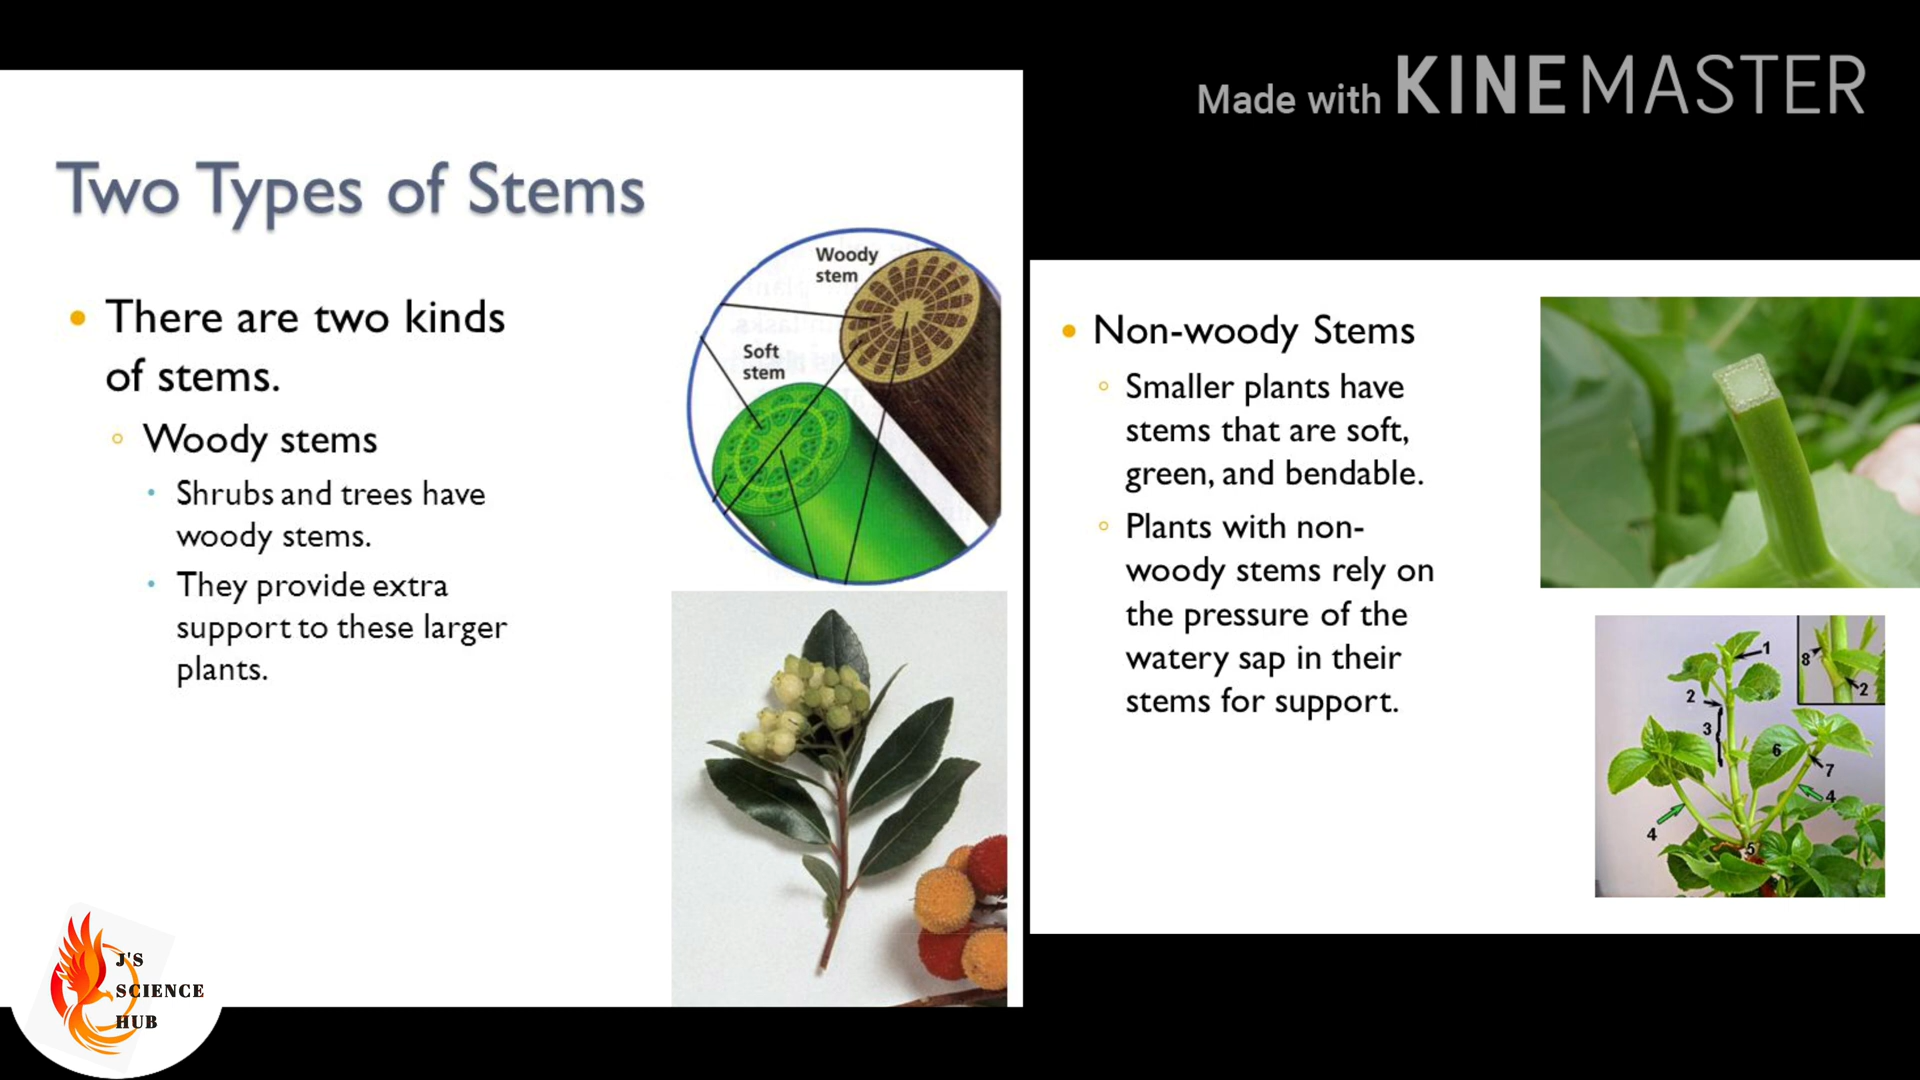 Made with KINEMASTER
Two Types of Stems
There are two kinds
of stems.
Woody stems
Shrubs and trees have
woody stems.
They provide extra
support to these larger
plants.
Woody
stem
Soft
stem
Non-woody Stems
Smaller plants have
stems that are soft,
green, and bendable.
Plants with non-
woody stems rely on
the pressure of the
watery sap in their
stems for support.
1
2
3
4
5
6
7
4
8
2
J'S
SCIENCE
HUB